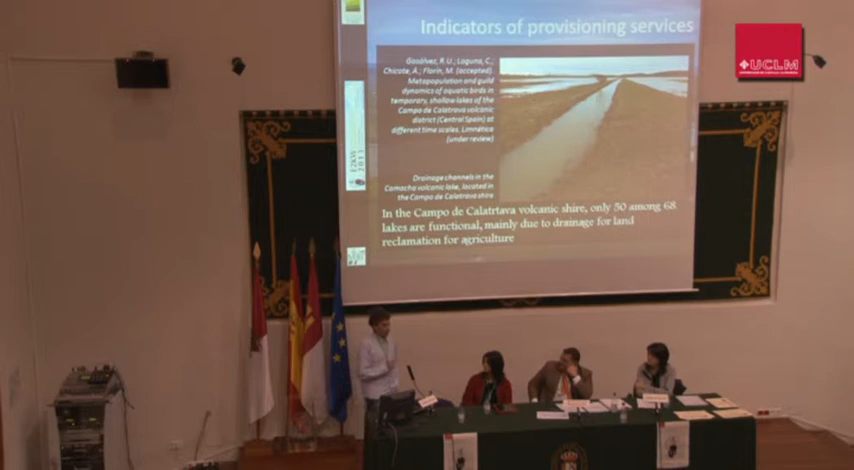 Indicators of provisioning services
UCLM
Gosálvez, R.U.; Laguna, C.;
Chicote, A.; Florín, M. (accepted).
Metapopulation and guild
dynamics of aquatic birds in
temporary, shallow lakes of the
Campo de Calatrava volcanic
district (Central Spain) at
different time scales. Limnetica
(under review)
Drainage channels in the
Camacha volcanic lake, located in
the Campo de Calatrava shire
In the Campo de Calatrtava volcanic shire, only 50 among 68
lakes are functional, mainly due to drainage for land
reclamation for agriculture